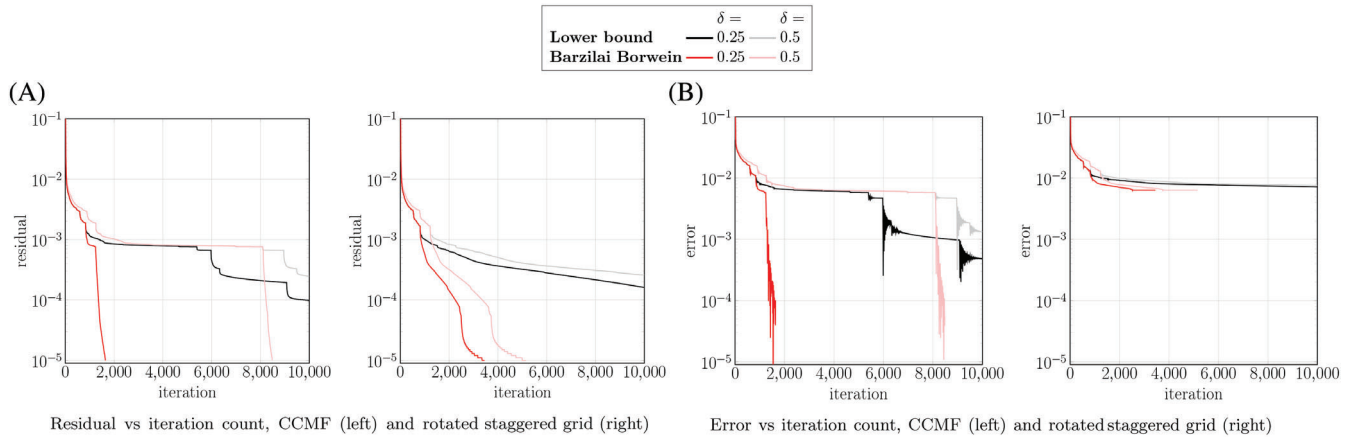 δ = δ =
Lower bound 0.25 0.5
Barzilai Borwein 0.25 0.5
(A)
(B)
10⁻¹
10⁻²
10⁻³
10⁻⁴
10⁻⁵
residual
0 2,000 4,000 6,000 8,000 10,000
iteration
10⁻¹
10⁻²
10⁻³
10⁻⁴
10⁻⁵
residual
0 2,000 4,000 6,000 8,000 10,000
iteration
10⁻¹
10⁻²
10⁻³
10⁻⁴
10⁻⁵
error
0 2,000 4,000 6,000 8,000 10,000
iteration
10⁻¹
10⁻²
10⁻³
10⁻⁴
10⁻⁵
error
0 2,000 4,000 6,000 8,000 10,000
iteration
Residual vs iteration count, CCMF (left) and rotated staggered grid (right)
Error vs iteration count, CCMF (left) and rotated staggered grid (right)